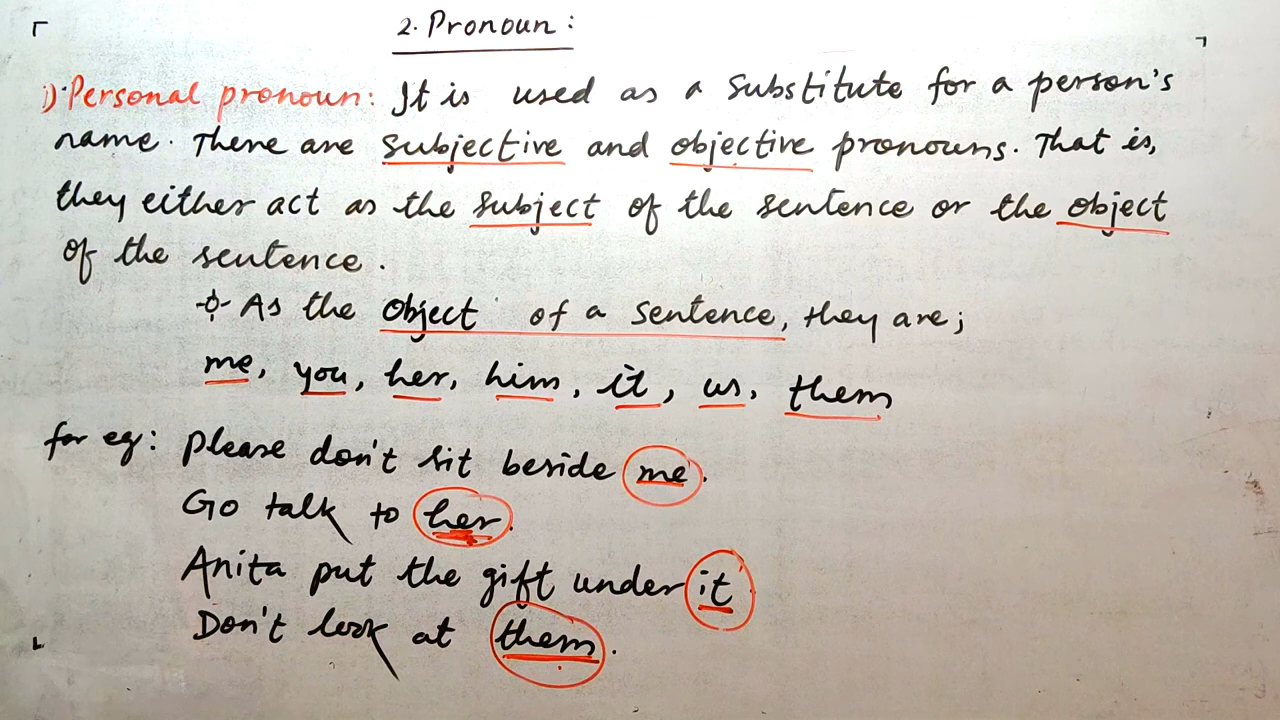 2. Pronoun:
i) Personal pronoun: It is used as a substitute for a person's
name. There are subjective and objective pronouns. That is,
they either act as the subject of the sentence or the object
of the sentence.
As the object of a sentence, they are;
me, you, her, him, it, us, them
for eg: Please don't sit beside me.
Go talk to her.
Anita put the gift under it.
Don't look at them.